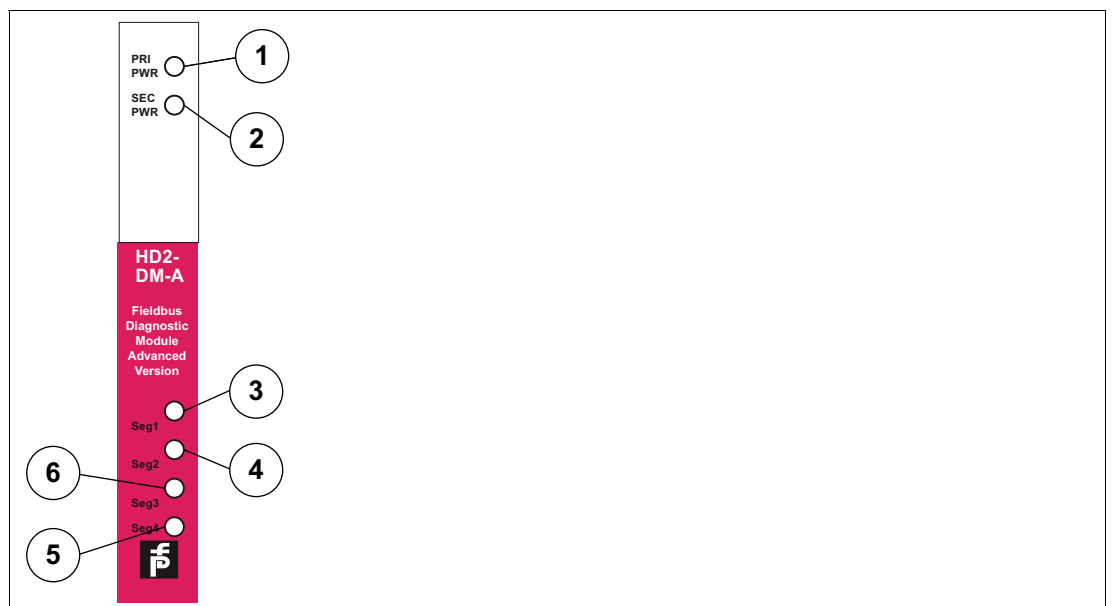 PRI
PWR
1
SEC
PWR
2
HD2-
DM-A
Fieldbus
Diagnostic
Module
Advanced
Version
3
Seg1
4
Seg2
6
Seg3
Seg4
5